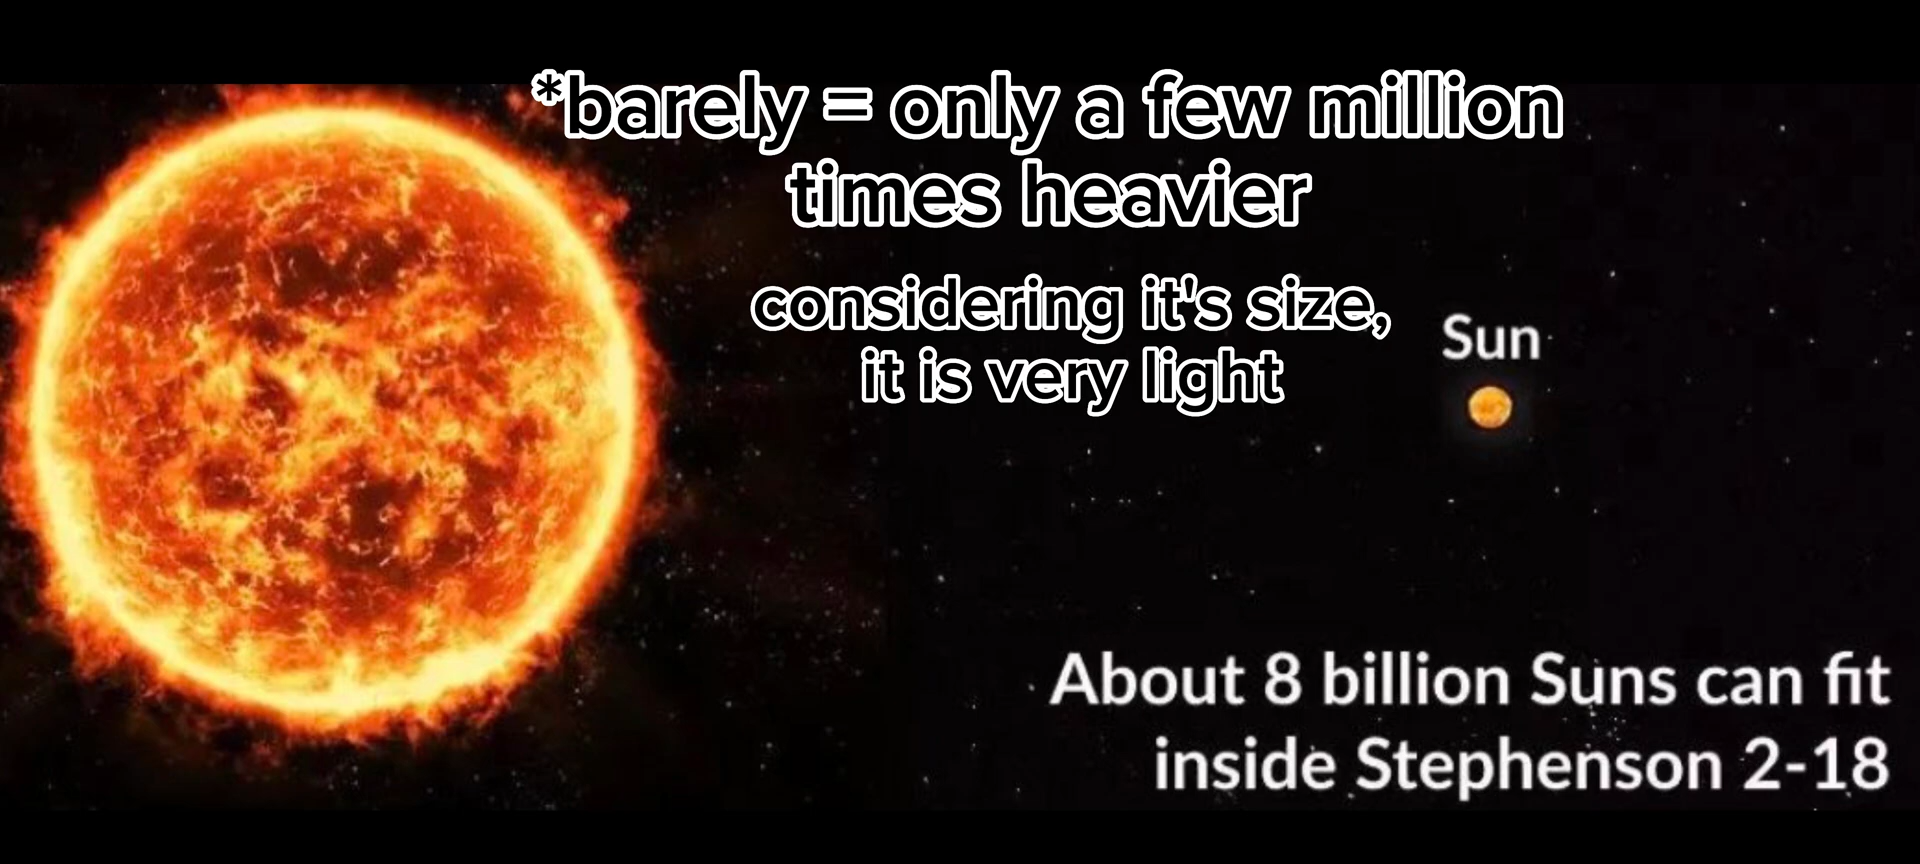 *barely = only a few million
times heavier
considering it's size,
it is very light
Sun
About 8 billion Suns can fit
inside Stephenson 2-18